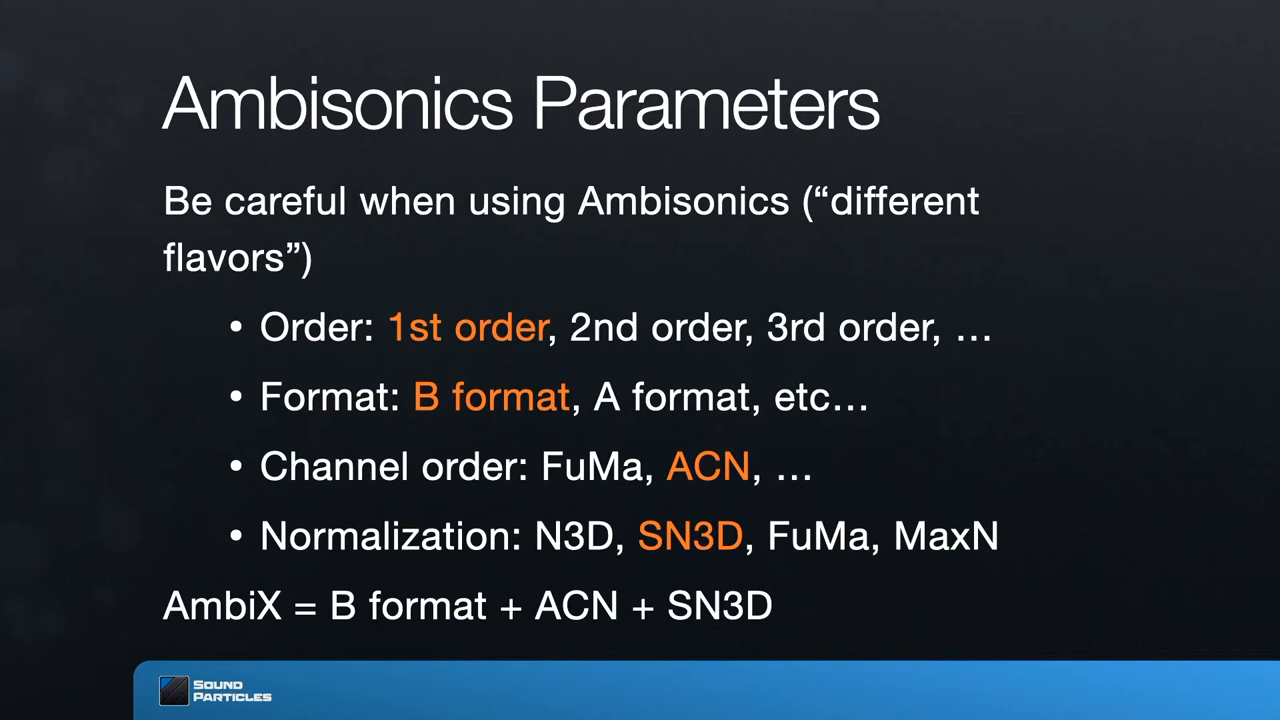 Ambisonics Parameters
Be careful when using Ambisonics (“different
flavors”)
• Order: 1st order, 2nd order, 3rd order, …
• Format: B format, A format, etc…
• Channel order: FuMa, ACN, …
• Normalization: N3D, SN3D, FuMa, MaxN
AmbiX = B format + ACN + SN3D
Sound
Particles